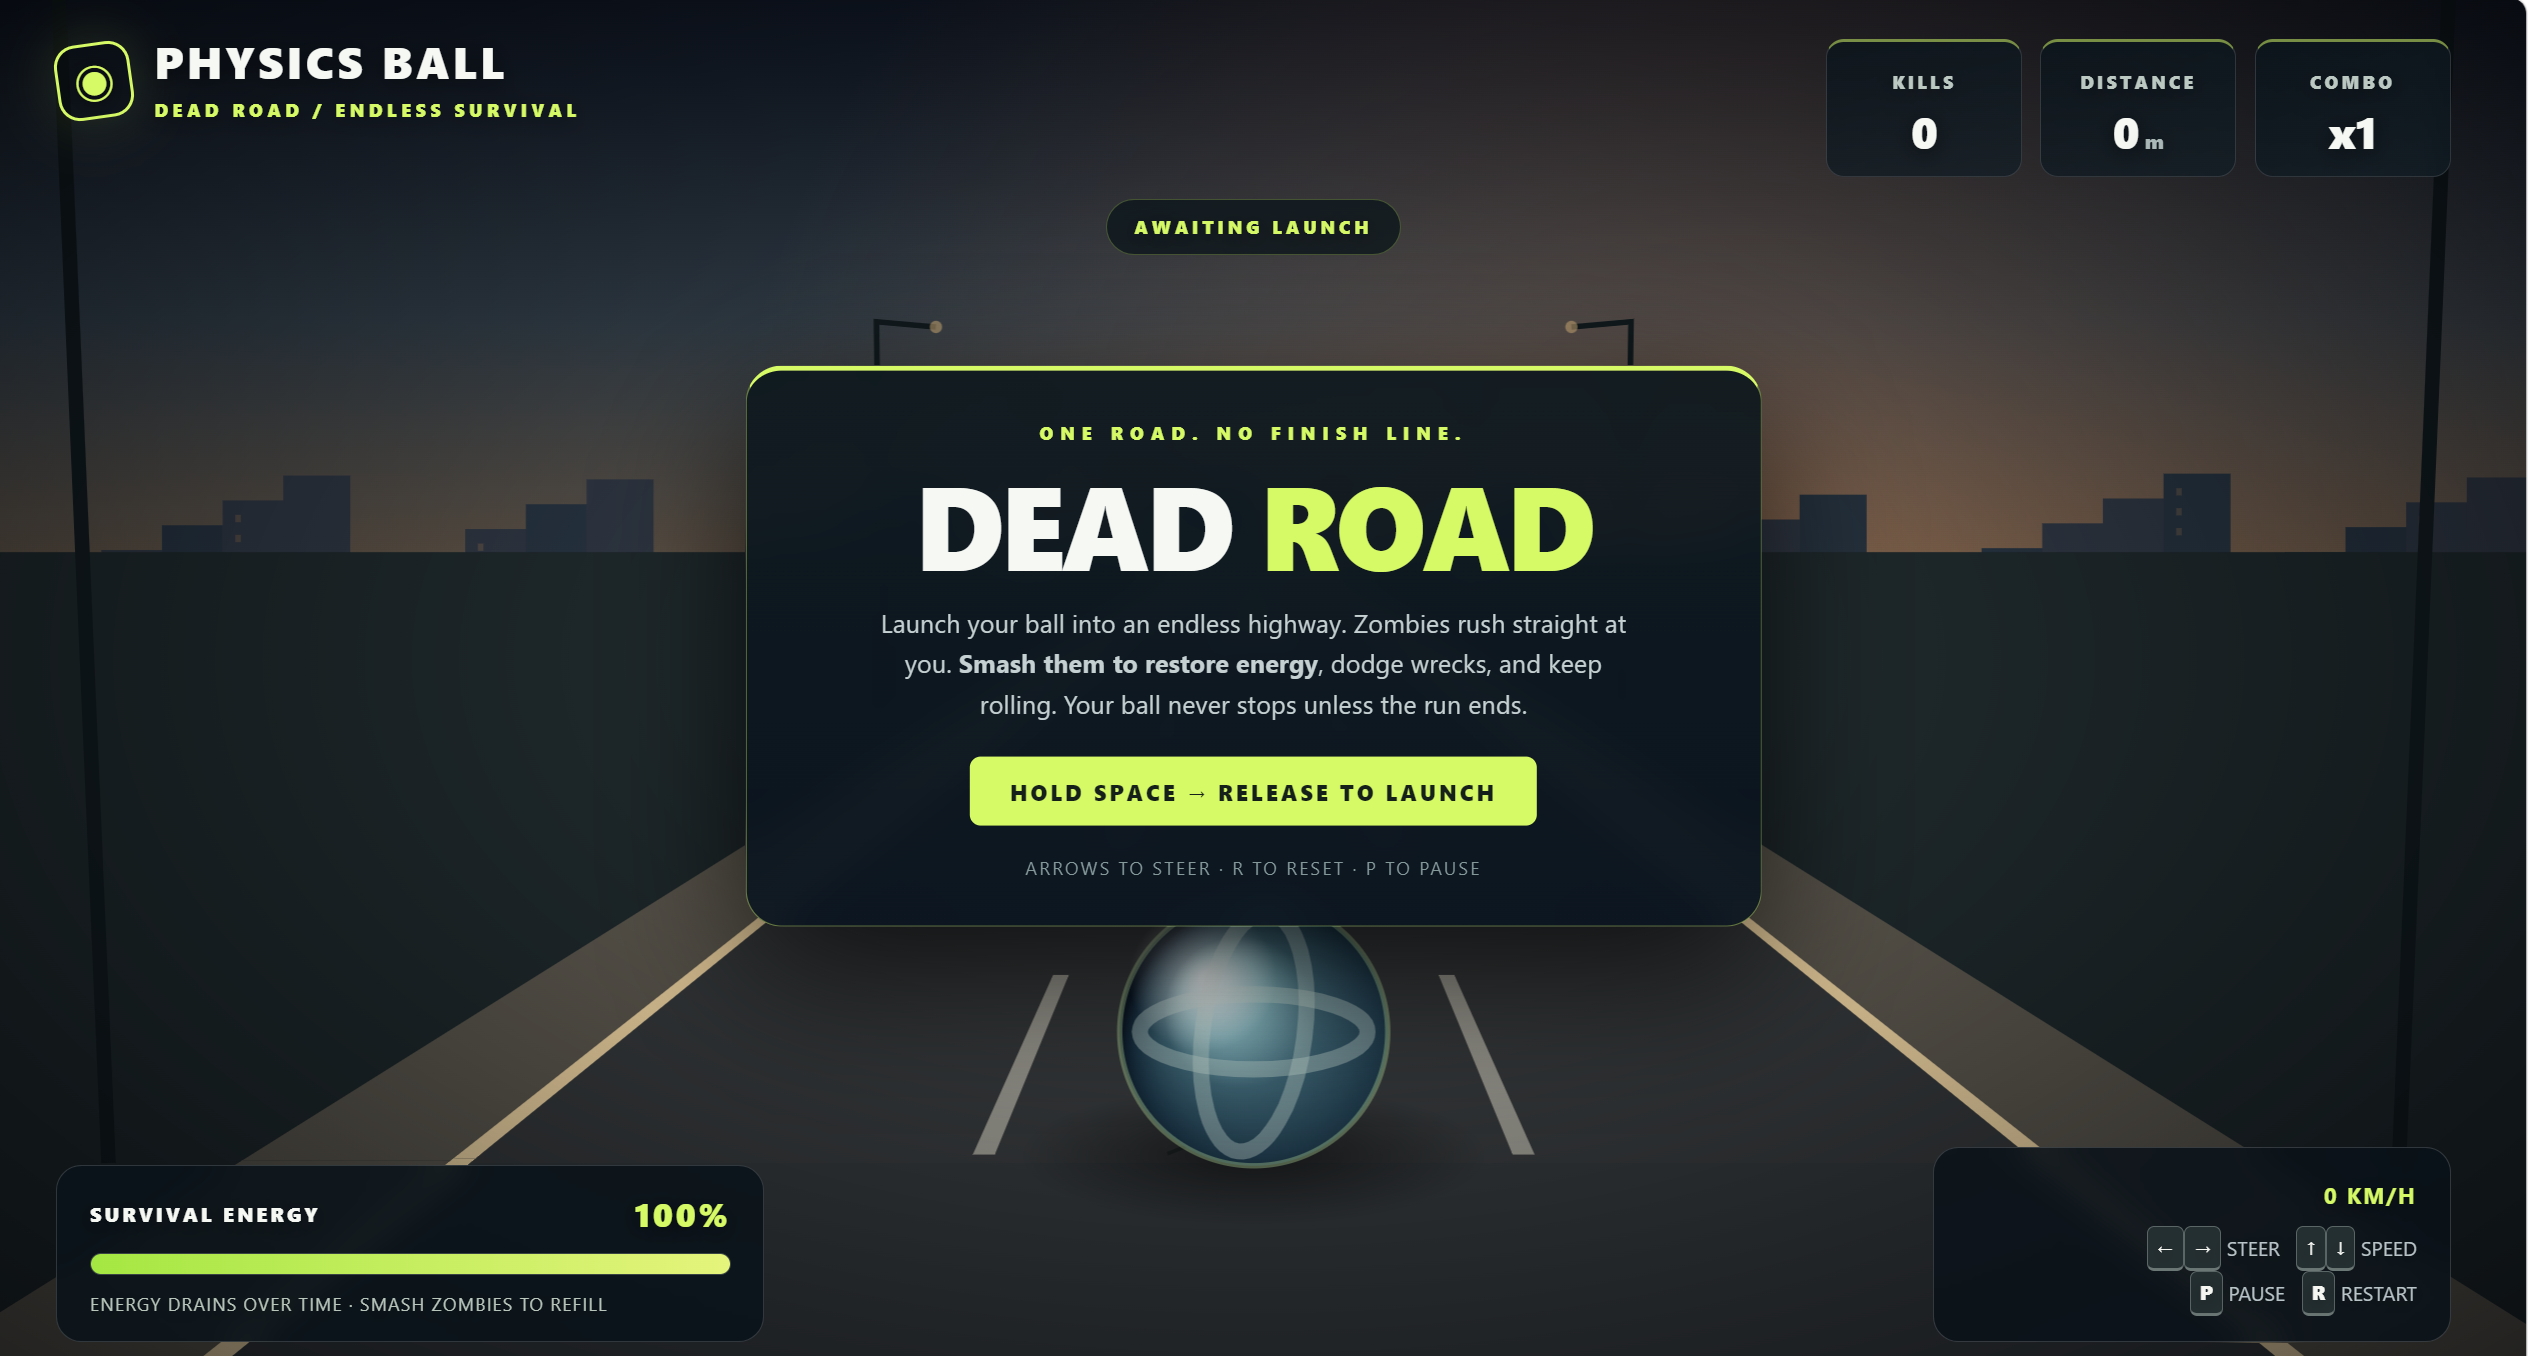 PHYSICS BALL
DEAD ROAD / ENDLESS SURVIVAL
KILLS
0
DISTANCE
0 m
COMBO
x1
AWAITING LAUNCH
ONE ROAD. NO FINISH LINE.
DEAD ROAD
Launch your ball into an endless highway. Zombies rush straight at
you. Smash them to restore energy, dodge wrecks, and keep
rolling. Your ball never stops unless the run ends.
HOLD SPACE → RELEASE TO LAUNCH
ARROWS TO STEER · R TO RESET · P TO PAUSE
SURVIVAL ENERGY 100%
ENERGY DRAINS OVER TIME · SMASH ZOMBIES TO REFILL
0 KM/H
← → STEER ↑ ↓ SPEED
P PAUSE R RESTART